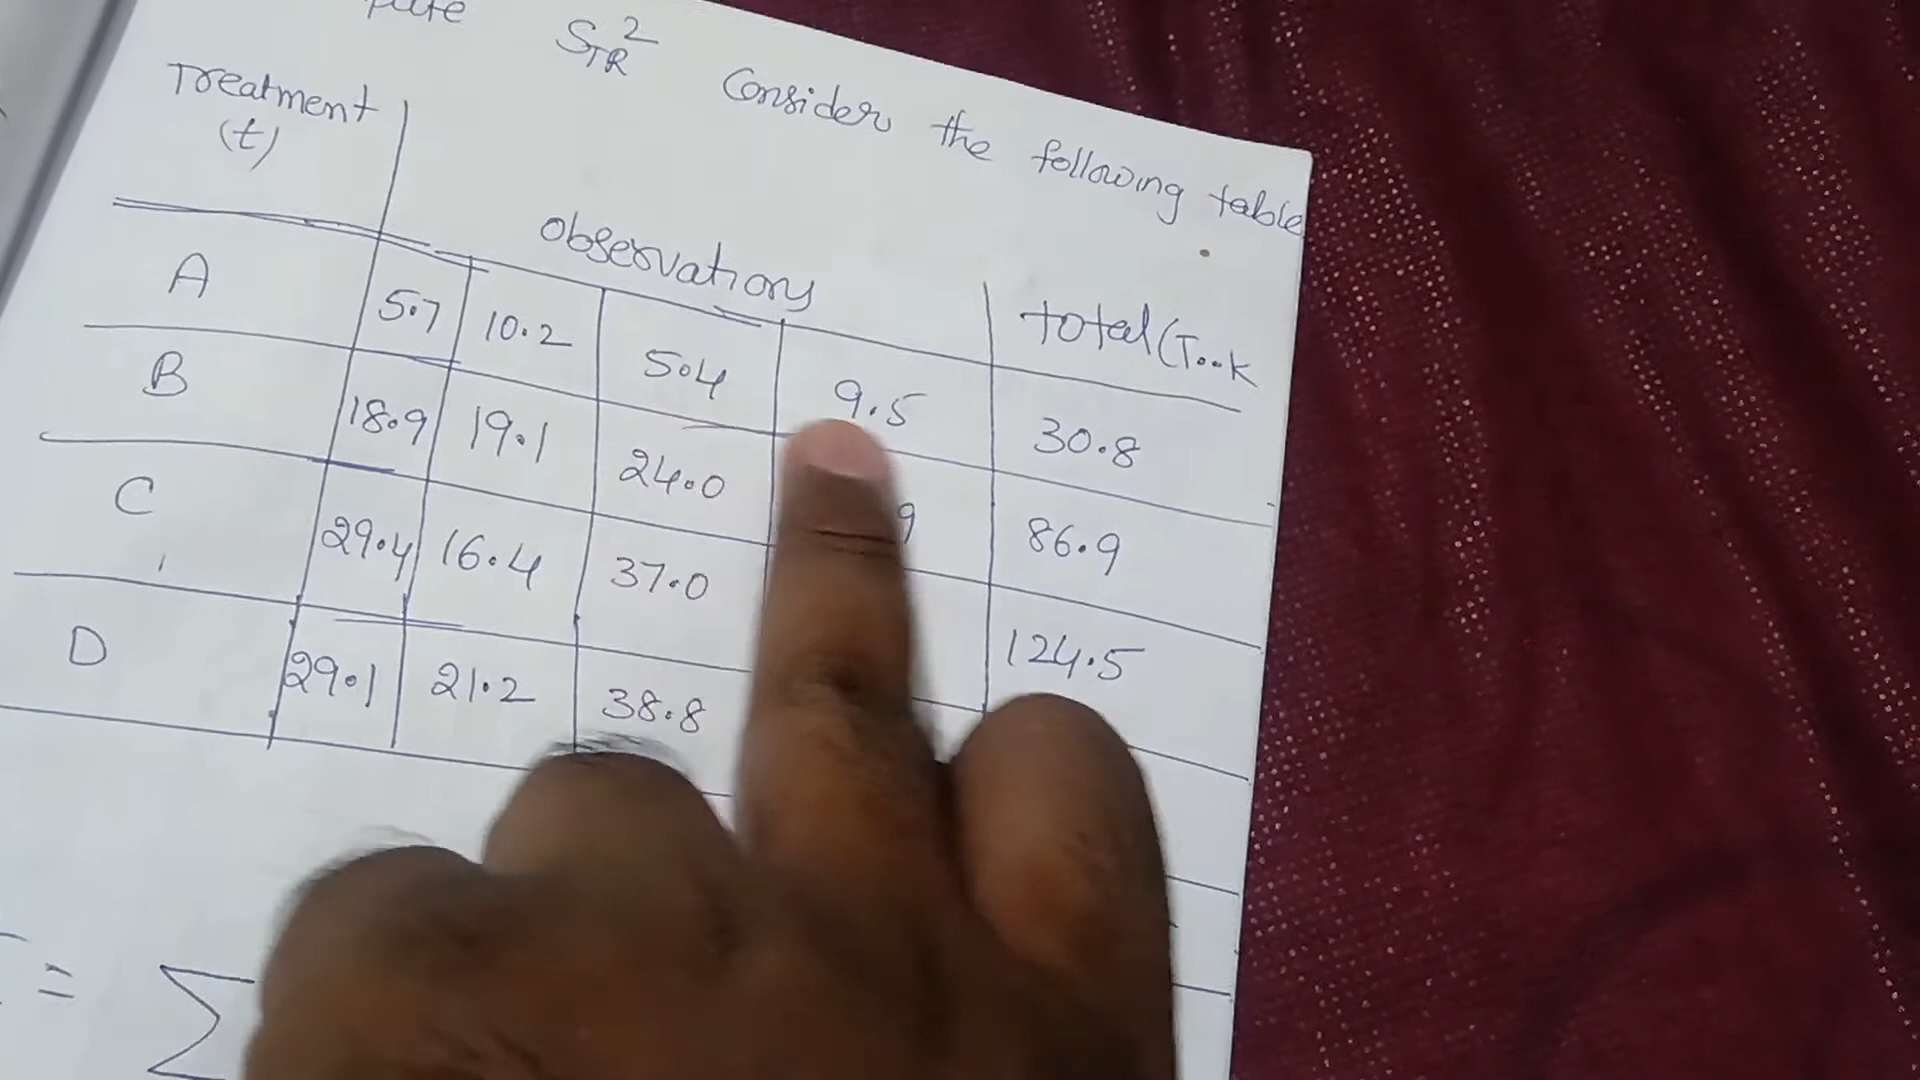 S_TR² Consider the following table
Treatment
(t)
observations
total (T..k
A 5.7 10.2 5.4 9.5 30.8
B 18.9 19.1 24.0 9 86.9
C 29.4 16.4 37.0 124.5
D 29.1 21.2 38.8
= Σ